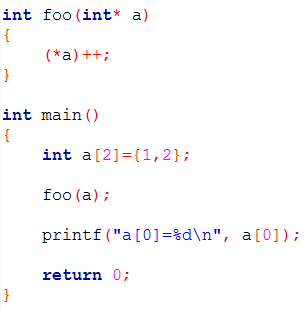 int foo(int* a)
{
    (*a)++;
}

int main()
{
    int a[2]={1,2};

    foo(a);

    printf("a[0]=%d\n", a[0]);

    return 0;
}